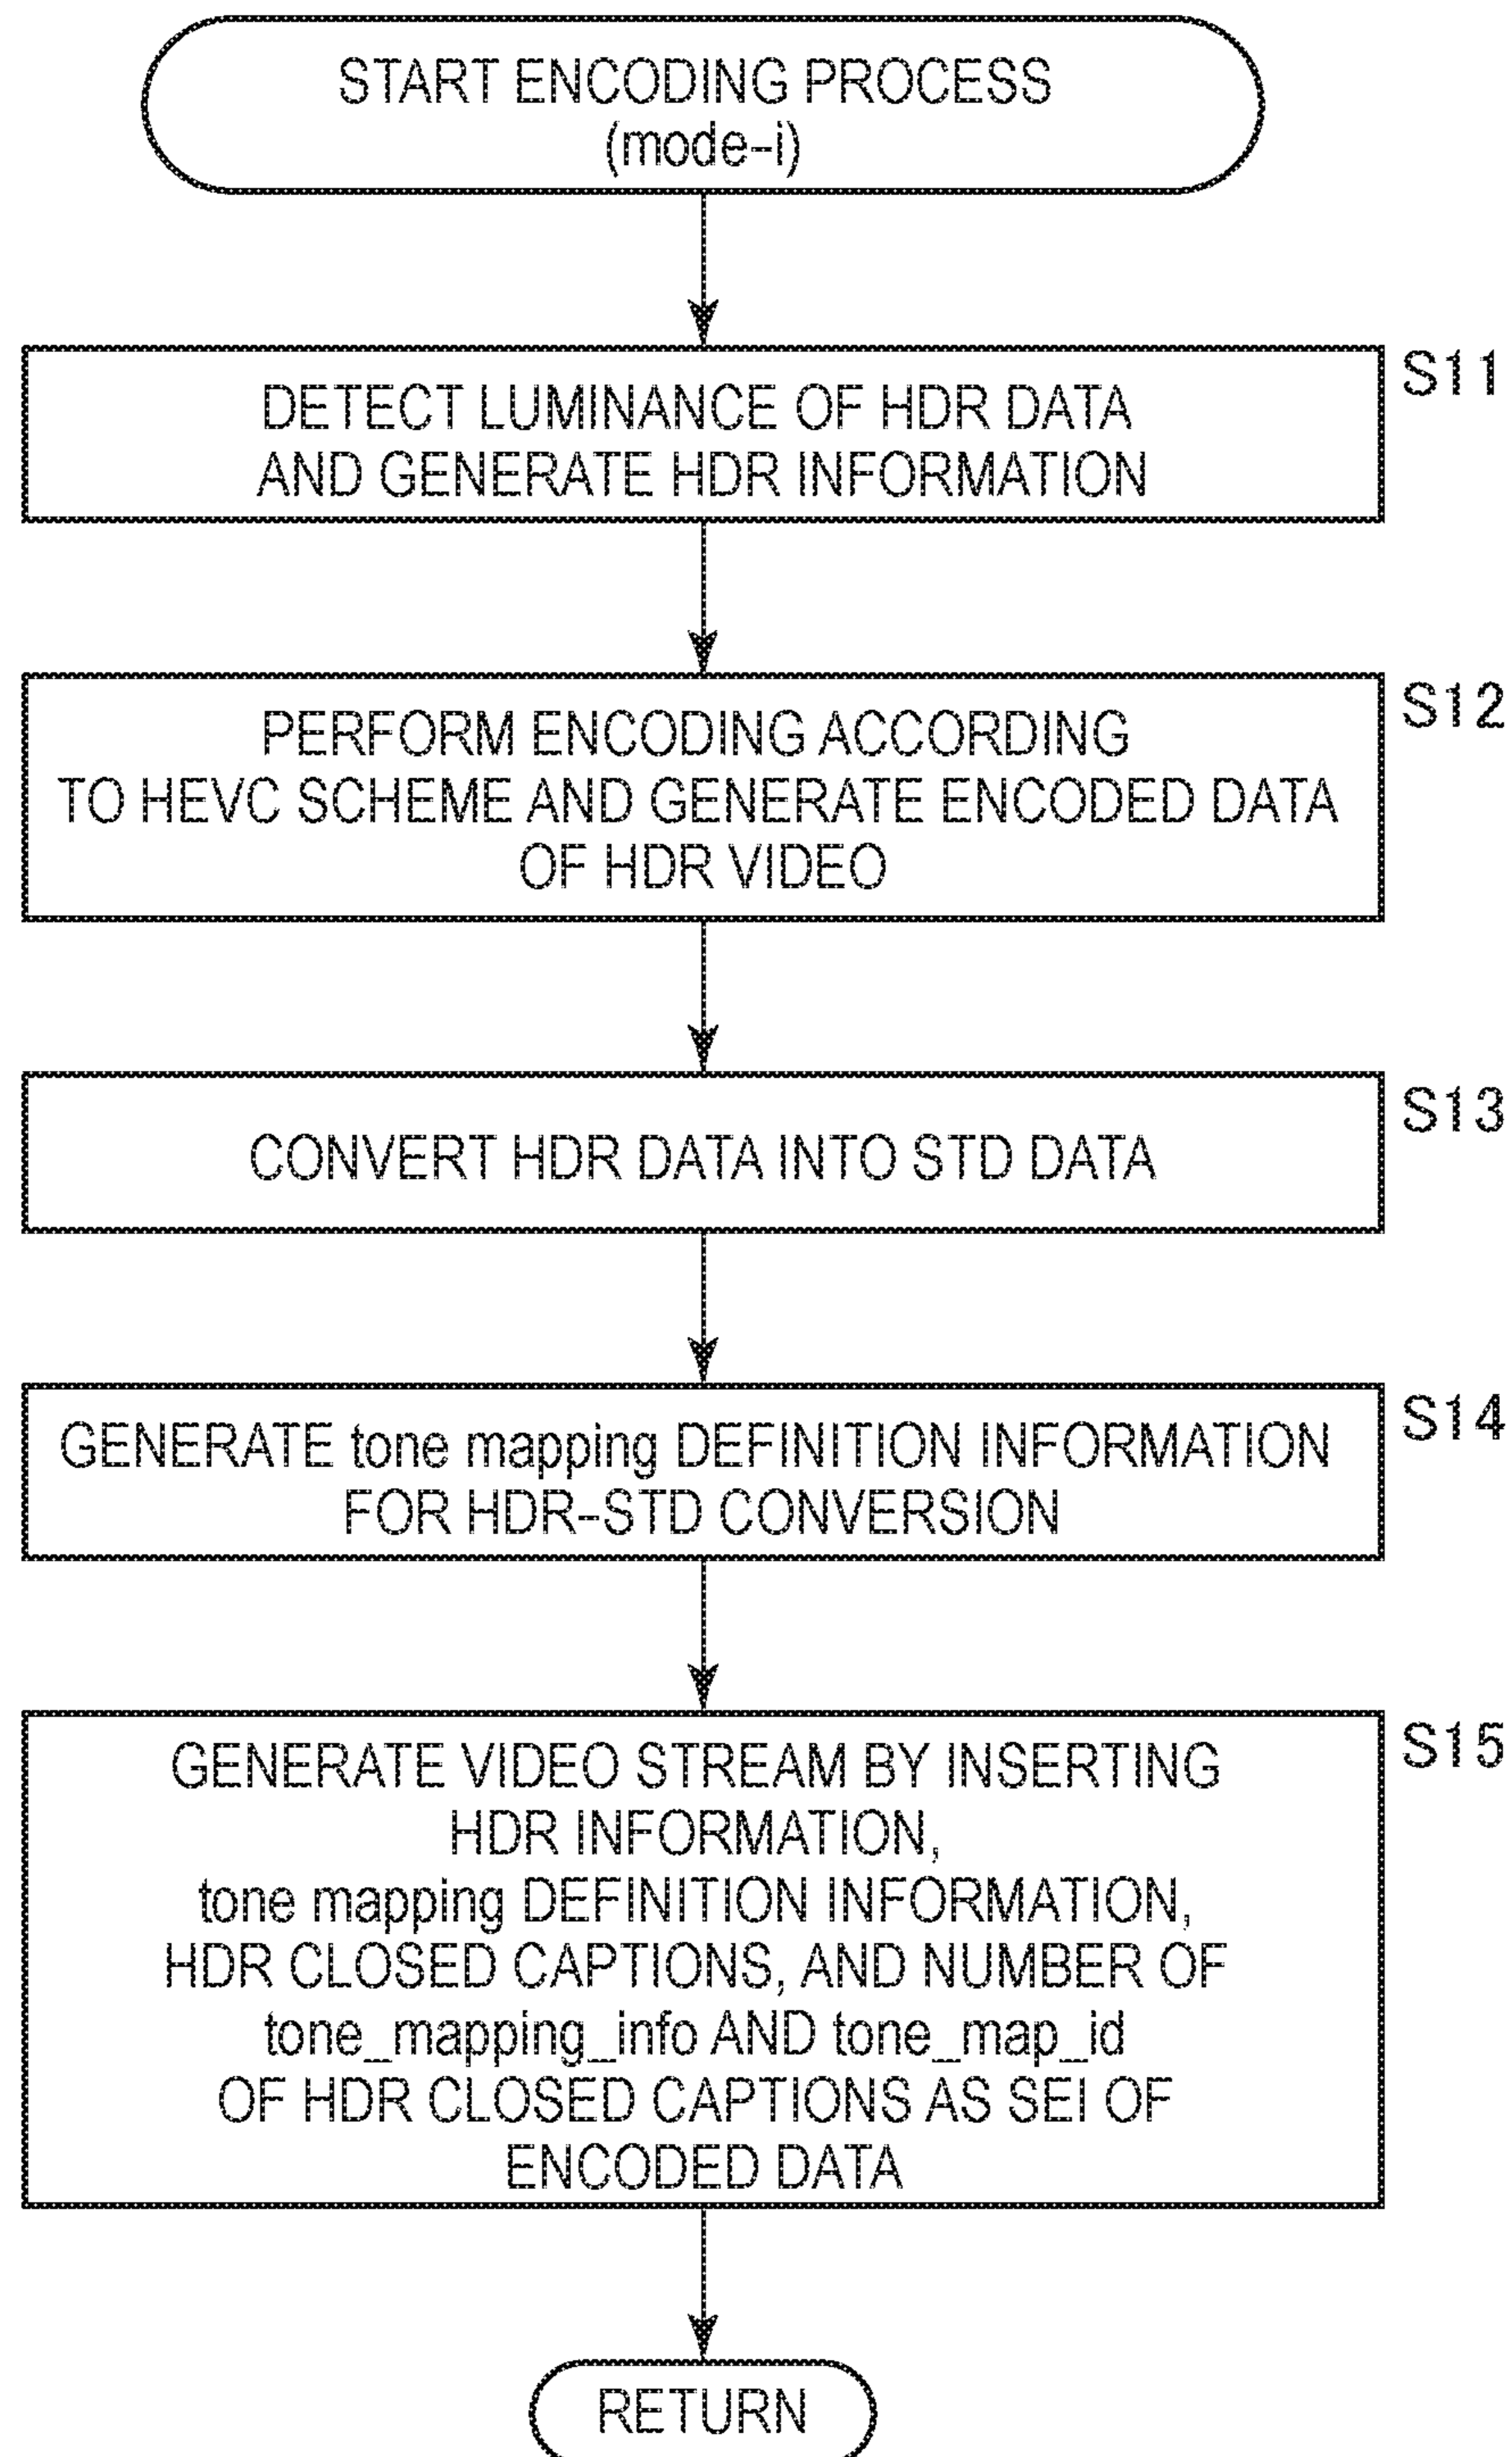 START ENCODING PROCESS
(mode-i)
S11
DETECT LUMINANCE OF HDR DATA
AND GENERATE HDR INFORMATION
S12
PERFORM ENCODING ACCORDING
TO HEVC SCHEME AND GENERATE ENCODED DATA
OF HDR VIDEO
S13
CONVERT HDR DATA INTO STD DATA
S14
GENERATE tone mapping DEFINITION INFORMATION
FOR HDR-STD CONVERSION
S15
GENERATE VIDEO STREAM BY INSERTING
HDR INFORMATION,
tone mapping DEFINITION INFORMATION,
HDR CLOSED CAPTIONS, AND NUMBER OF
tone_mapping_info AND tone_map_id
OF HDR CLOSED CAPTIONS AS SEI OF
ENCODED DATA
RETURN